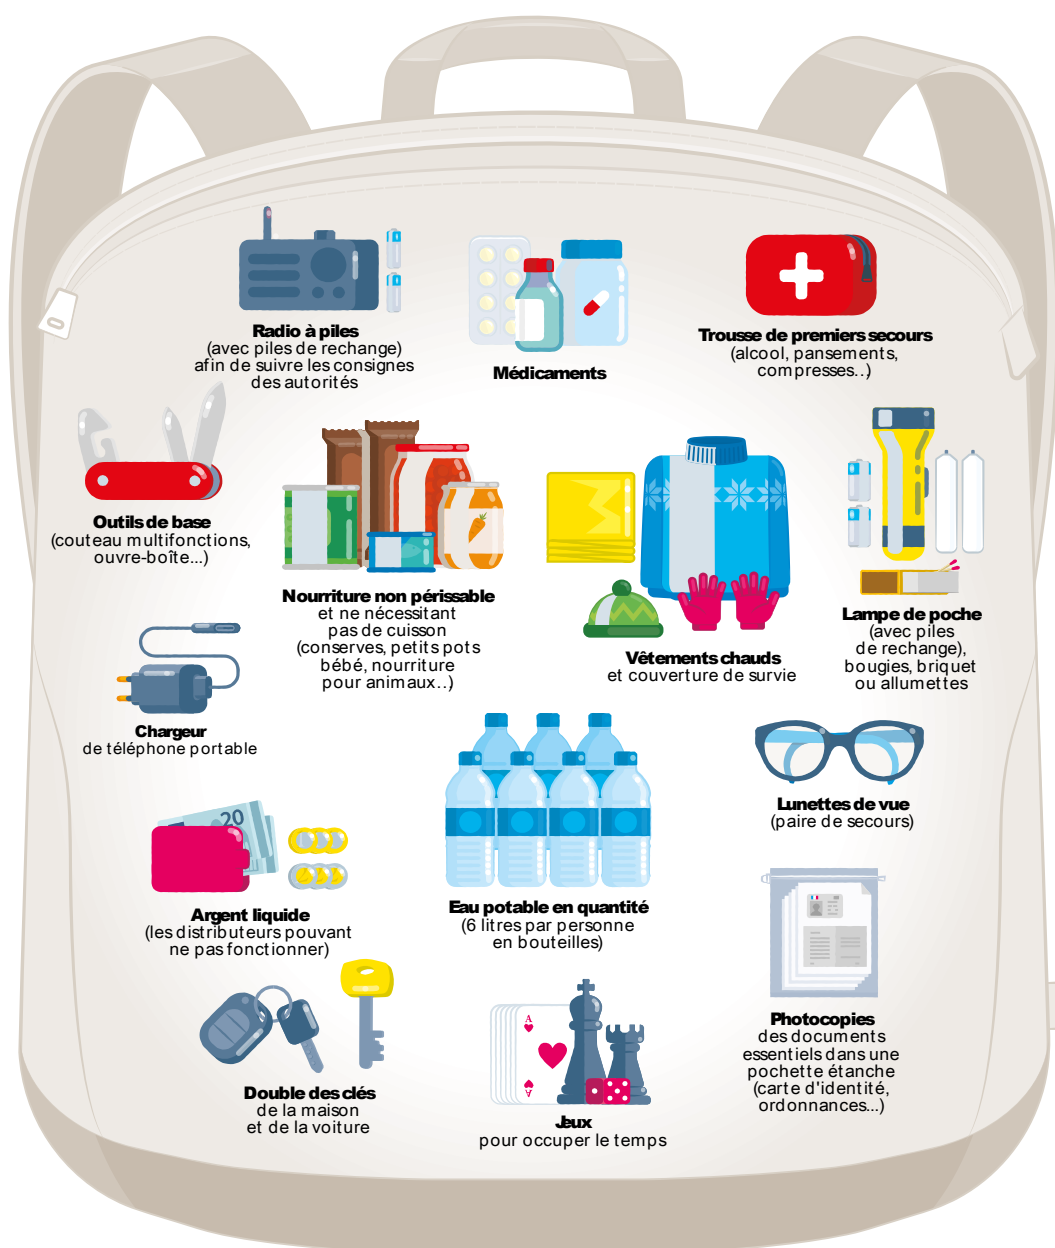 Radio à piles
(avec piles de rechange)
afin de suivre les consignes
des autorités
Médicaments
Trousse de premiers secours
(alcool, pansements,
compresses...)
Outils de base
(couteau multifonctions,
ouvre-boîte...)
Nourriture non périssable
et ne nécessitant
pas de cuisson
(conserves, petits pots
bébé, nourriture
pour animaux...)
Vêtements chauds
et couverture de survie
Lampe de poche
(avec piles
de rechange),
bougies, briquet
ou allumettes
Chargeur
de téléphone portable
Lunettes de vue
(paire de secours)
20
Argent liquide
(les distributeurs pouvant
ne pas fonctionner)
Eau potable en quantité
(6 litres par personne
en bouteilles)
Photocopies
des documents
essentiels dans une
pochette étanche
(carte d'identité,
ordonnances...)
Double des clés
de la maison
et de la voiture
A
A
Jeux
pour occuper le temps